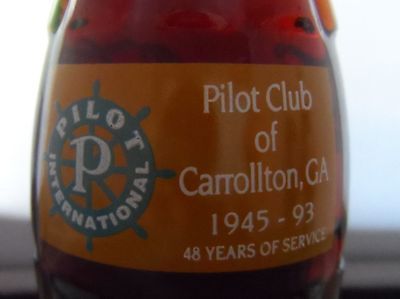 PILOT
INTERNATIONAL
P
Pilot Club
of
Carrollton, GA
1945 - 93
48 YEARS OF SERVICE